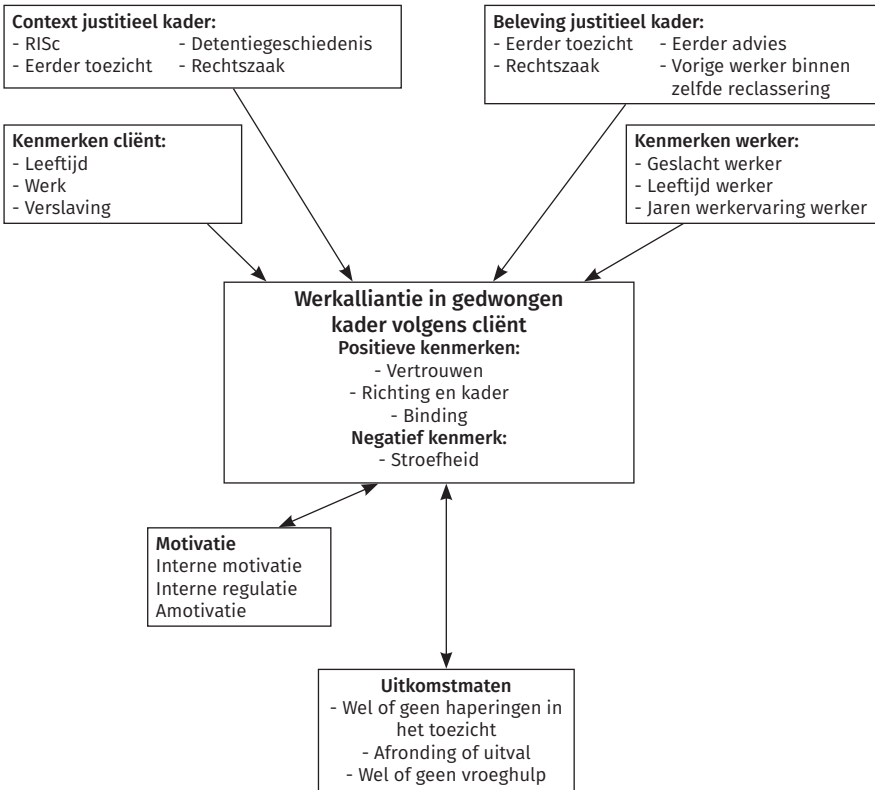 Context justitieel kader:
- RISc - Detentiegeschiedenis
- Eerder toezicht - Rechtszaak
Beleving justitieel kader:
- Eerder toezicht - Eerder advies
- Rechtszaak - Vorige werker binnen
zelfde reclassering
Kenmerken cliënt:
- Leeftijd
- Werk
- Verslaving
Kenmerken werker:
- Geslacht werker
- Leeftijd werker
- Jaren werkervaring werker
Werkalliantie in gedwongen
kader volgens cliënt
Positieve kenmerken:
- Vertrouwen
- Richting en kader
- Binding
Negatief kenmerk:
- Stroefheid
Motivatie
Interne motivatie
Interne regulatie
Amotivatie
Uitkomstmaten
- Wel of geen haperingen in
het toezicht
- Afronding of uitval
- Wel of geen vroeghulp